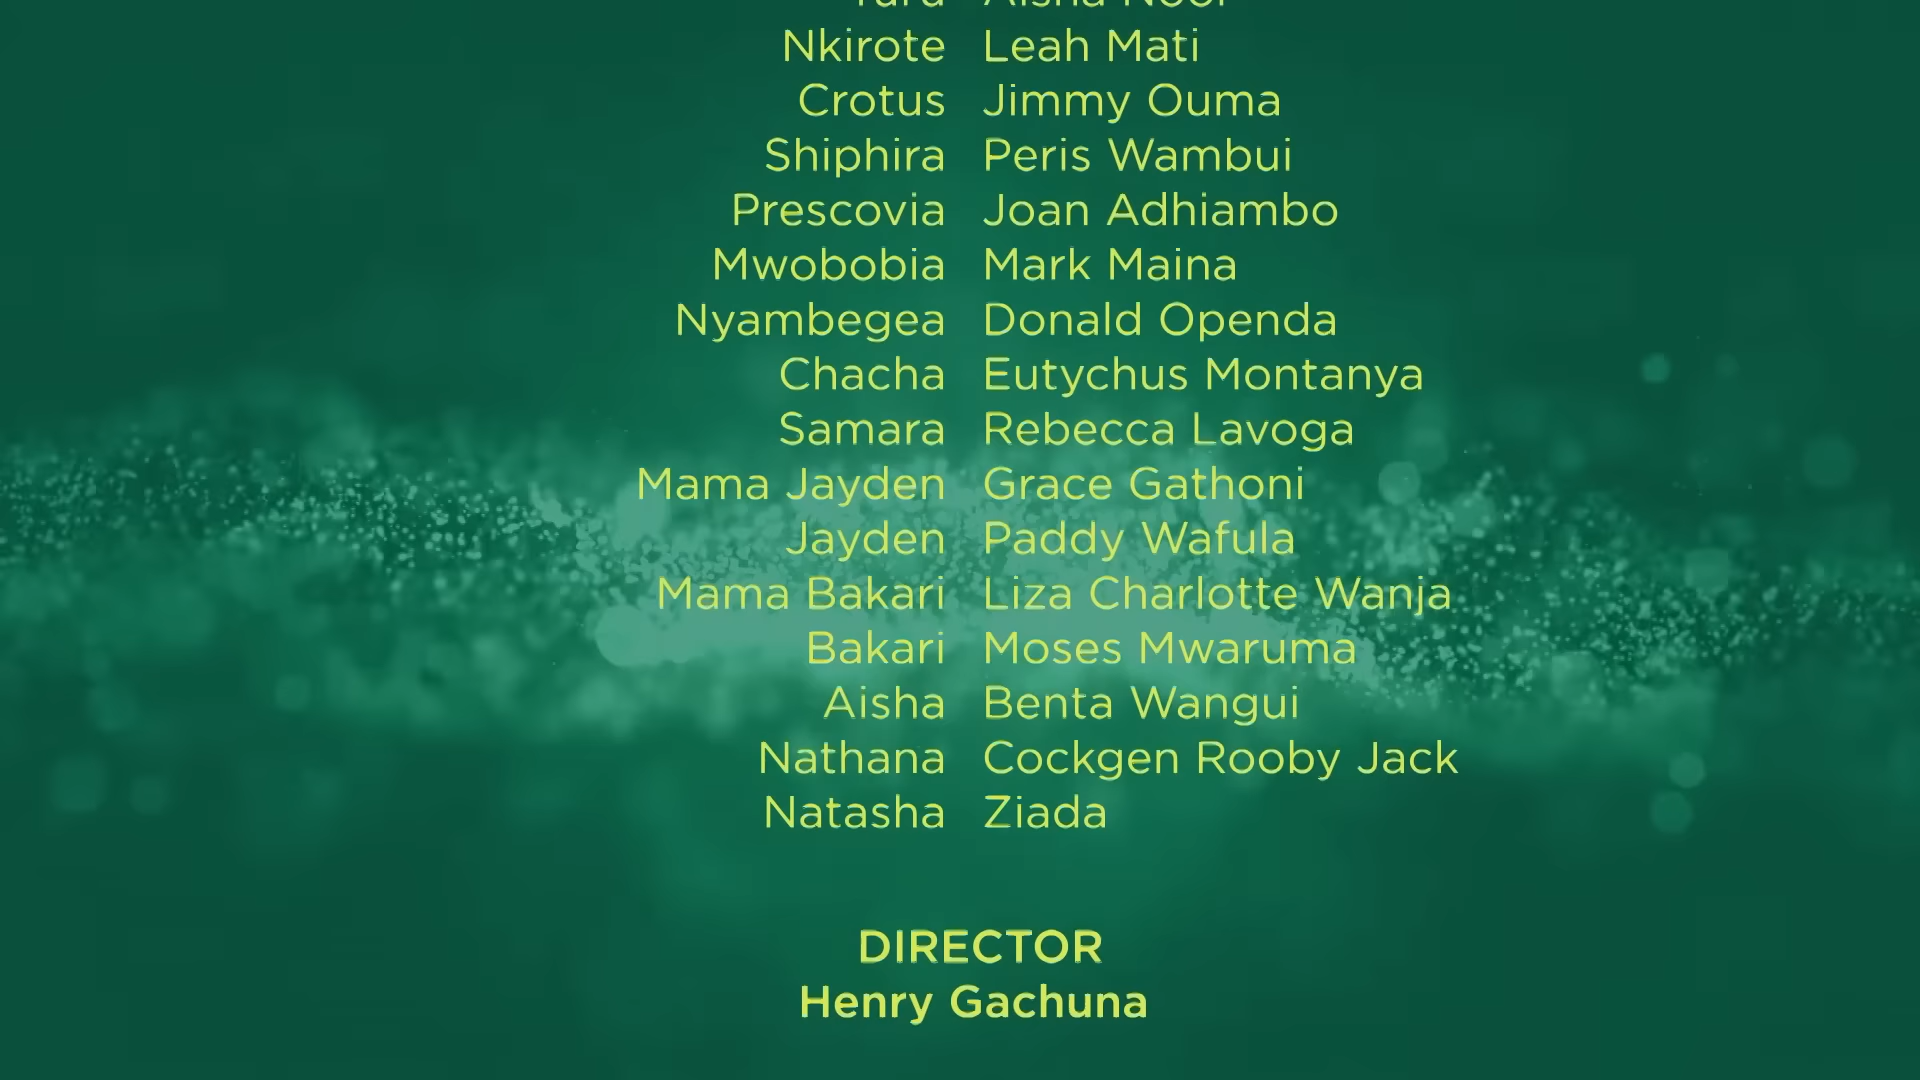 Nkirote Leah Mati
Crotus Jimmy Ouma
Shiphira Peris Wambui
Prescovia Joan Adhiambo
Mwobobia Mark Maina
Nyambegea Donald Openda
Chacha Eutychus Montanya
Samara Rebecca Lavoga
Mama Jayden Grace Gathoni
Jayden Paddy Wafula
Mama Bakari Liza Charlotte Wanja
Bakari Moses Mwaruma
Aisha Benta Wangui
Nathana Cockgen Rooby Jack
Natasha Ziada
DIRECTOR
Henry Gachuna